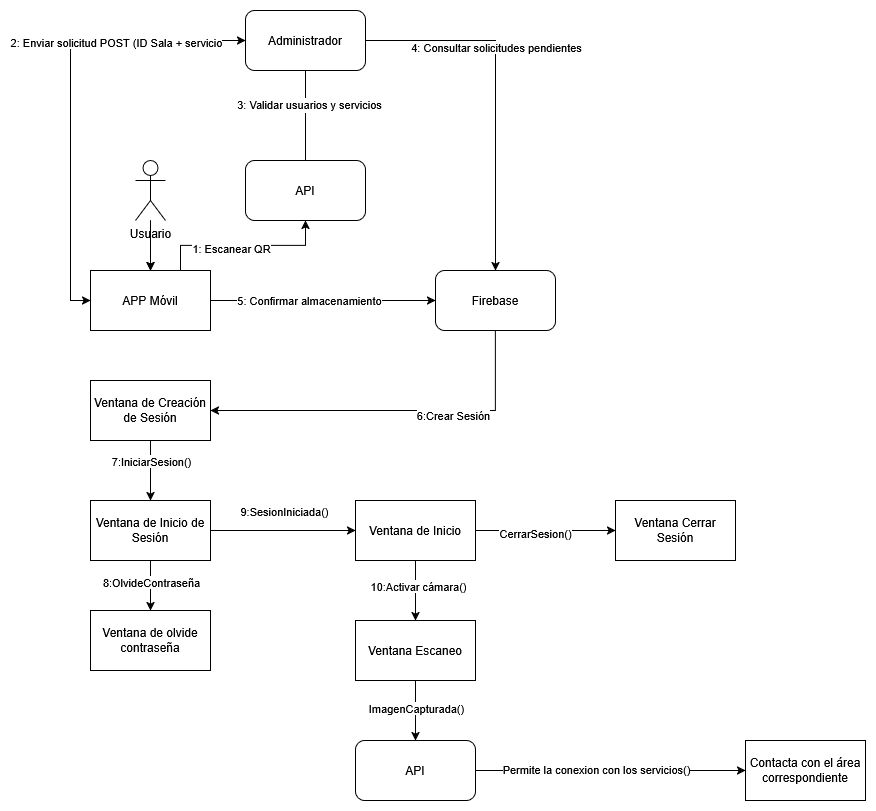 Administrador
2: Enviar solicitud POST (ID Sala + servicio
4: Consultar solicitudes pendientes
3: Validar usuarios y servicios
API
Usuario
1: Escanear QR
APP Móvil
5: Confirmar almacenamiento
Firebase
Ventana de Creación
de Sesión
6:Crear Sesión
7:IniciarSesion()
Ventana de Inicio de
Sesión
9:SesionIniciada()
Ventana de Inicio
CerrarSesion()
Ventana Cerrar
Sesión
8:OlvideContraseña
10:Activar cámara()
Ventana de olvide
contraseña
Ventana Escaneo
ImagenCapturada()
API
Permite la conexion con los servicios()
Contacta con el área
correspondiente